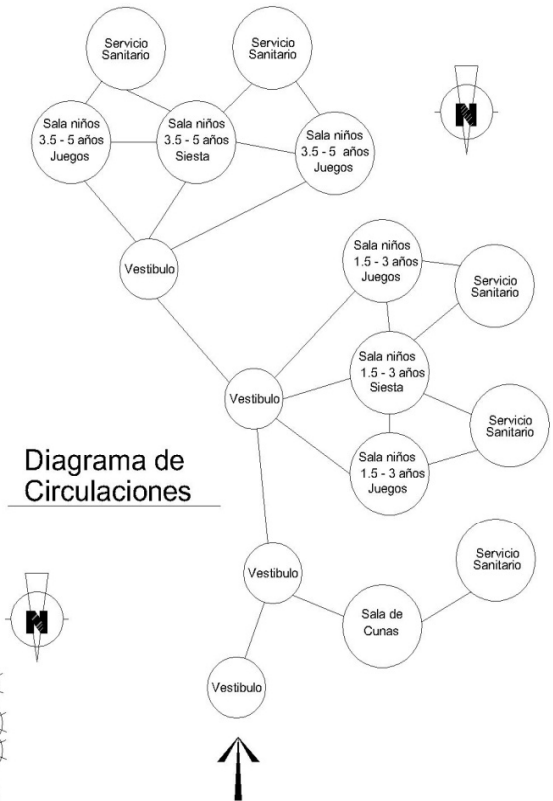 Servicio
Sanitario
Servicio
Sanitario
Sala niños
3.5 - 5 años
Juegos
Sala niños
3.5 - 5 años
Siesta
Sala niños
3.5 - 5 años
Juegos
N
Vestibulo
Sala niños
1.5 - 3 años
Juegos
Servicio
Sanitario
Sala niños
1.5 - 3 años
Siesta
Vestibulo
Servicio
Sanitario
Sala niños
1.5 - 3 años
Juegos
Diagrama de
Circulaciones
Vestibulo
Servicio
Sanitario
Sala de
Cunas
N
Vestibulo